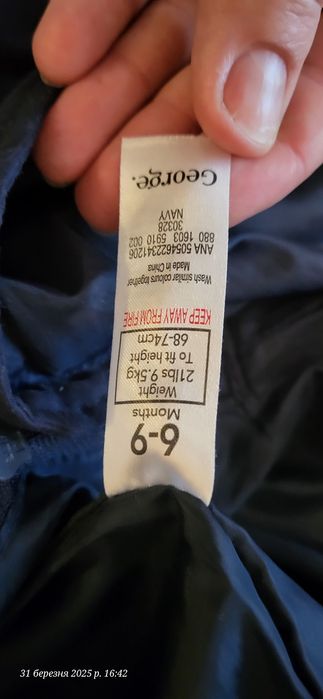 George.
NAVY
30328
880 1603 5910 002
ANA 5054622341206
Made in China
Wash similar colours together
KEEP AWAY FROM FIRE
68-74cm
To fit height
21lbs 9.5kg
Weight
Months
6-9
31 березня 2025 р. 16:42